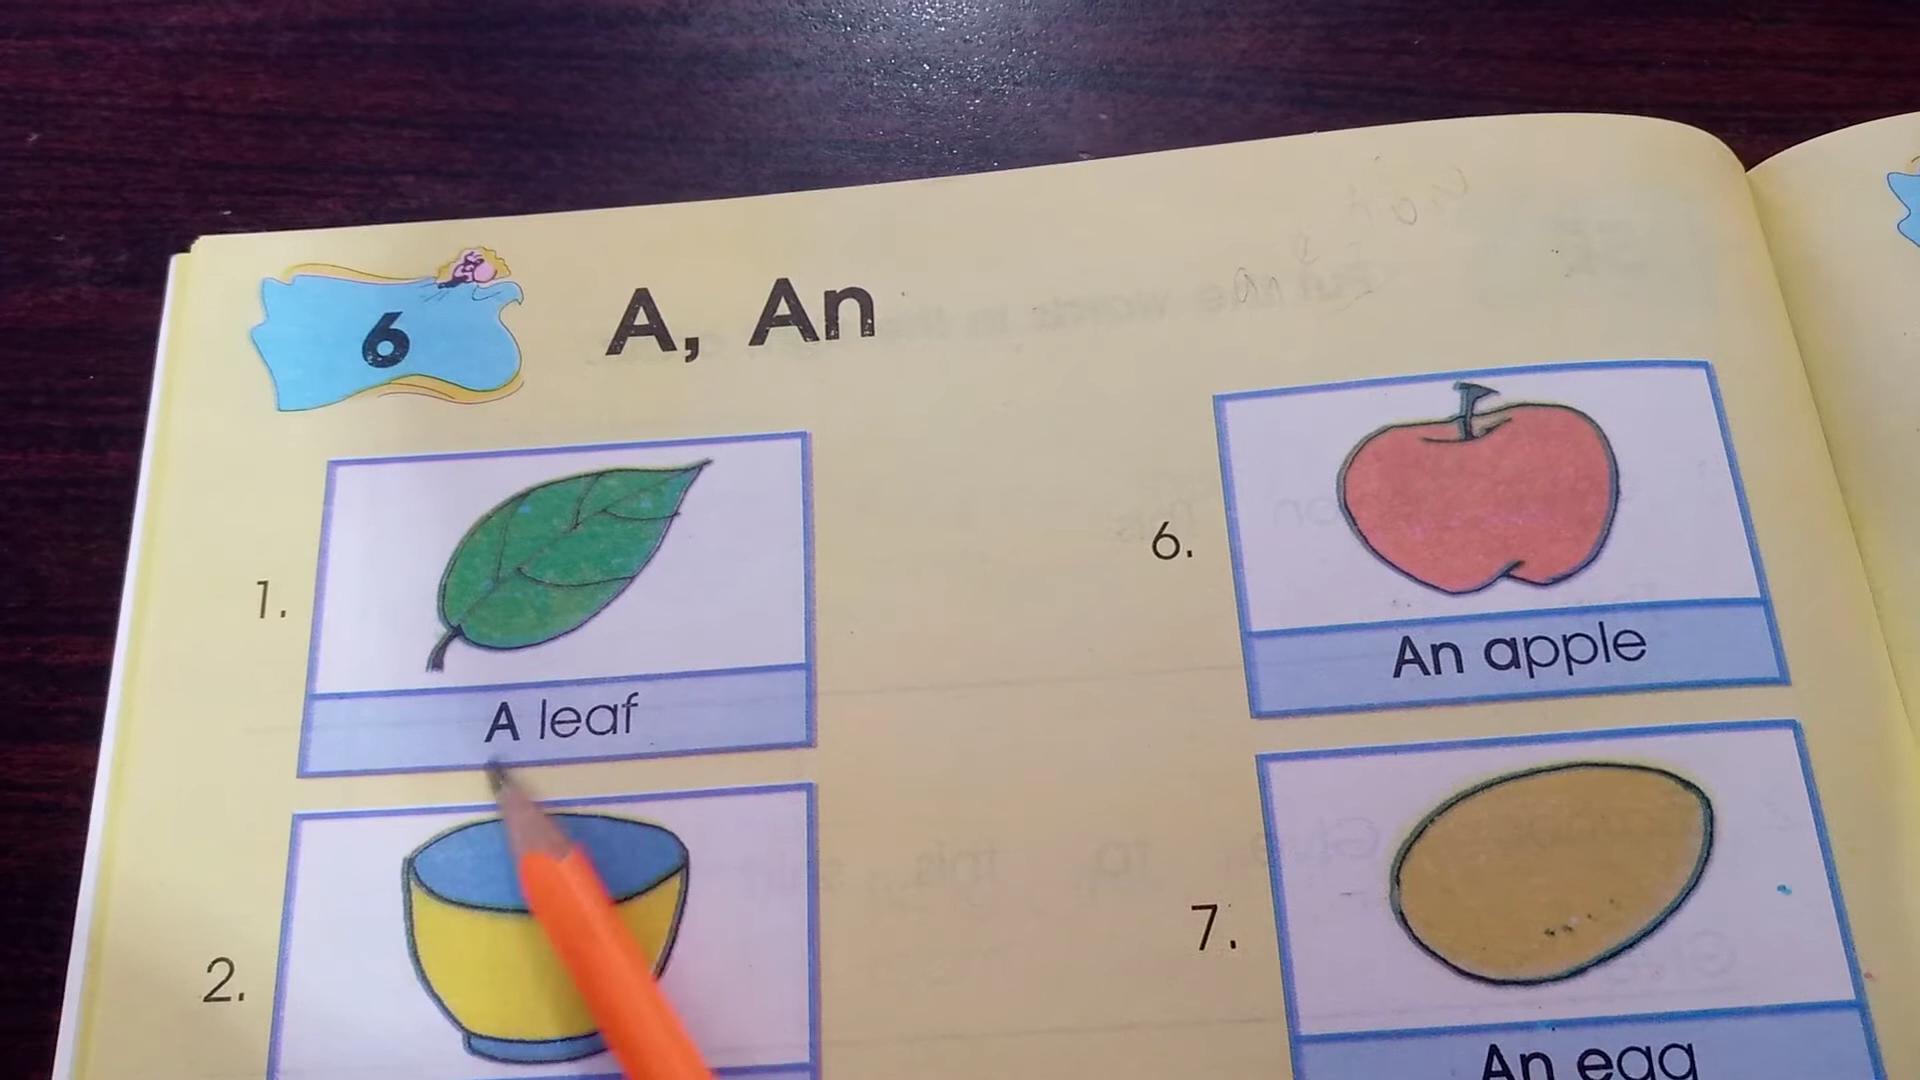 6
A, An
1.
A leaf
2.
6.
An apple
7.
An egg